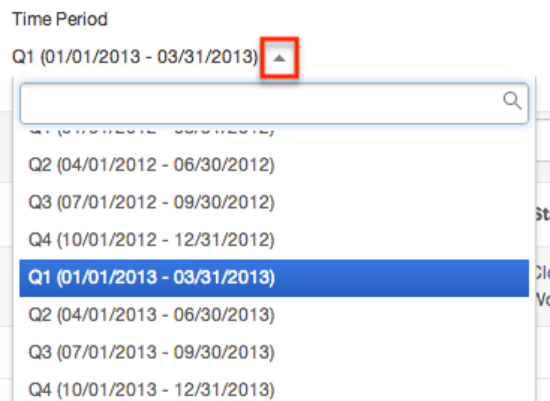 Time Period
Q1 (01/01/2013 - 03/31/2013)
Q2 (04/01/2012 - 06/30/2012)
Q3 (07/01/2012 - 09/30/2012)
Q4 (10/01/2012 - 12/31/2012)
Q1 (01/01/2013 - 03/31/2013)
Q2 (04/01/2013 - 06/30/2013)
Q3 (07/01/2013 - 09/30/2013)
Q4 (10/01/2013 - 12/31/2013)